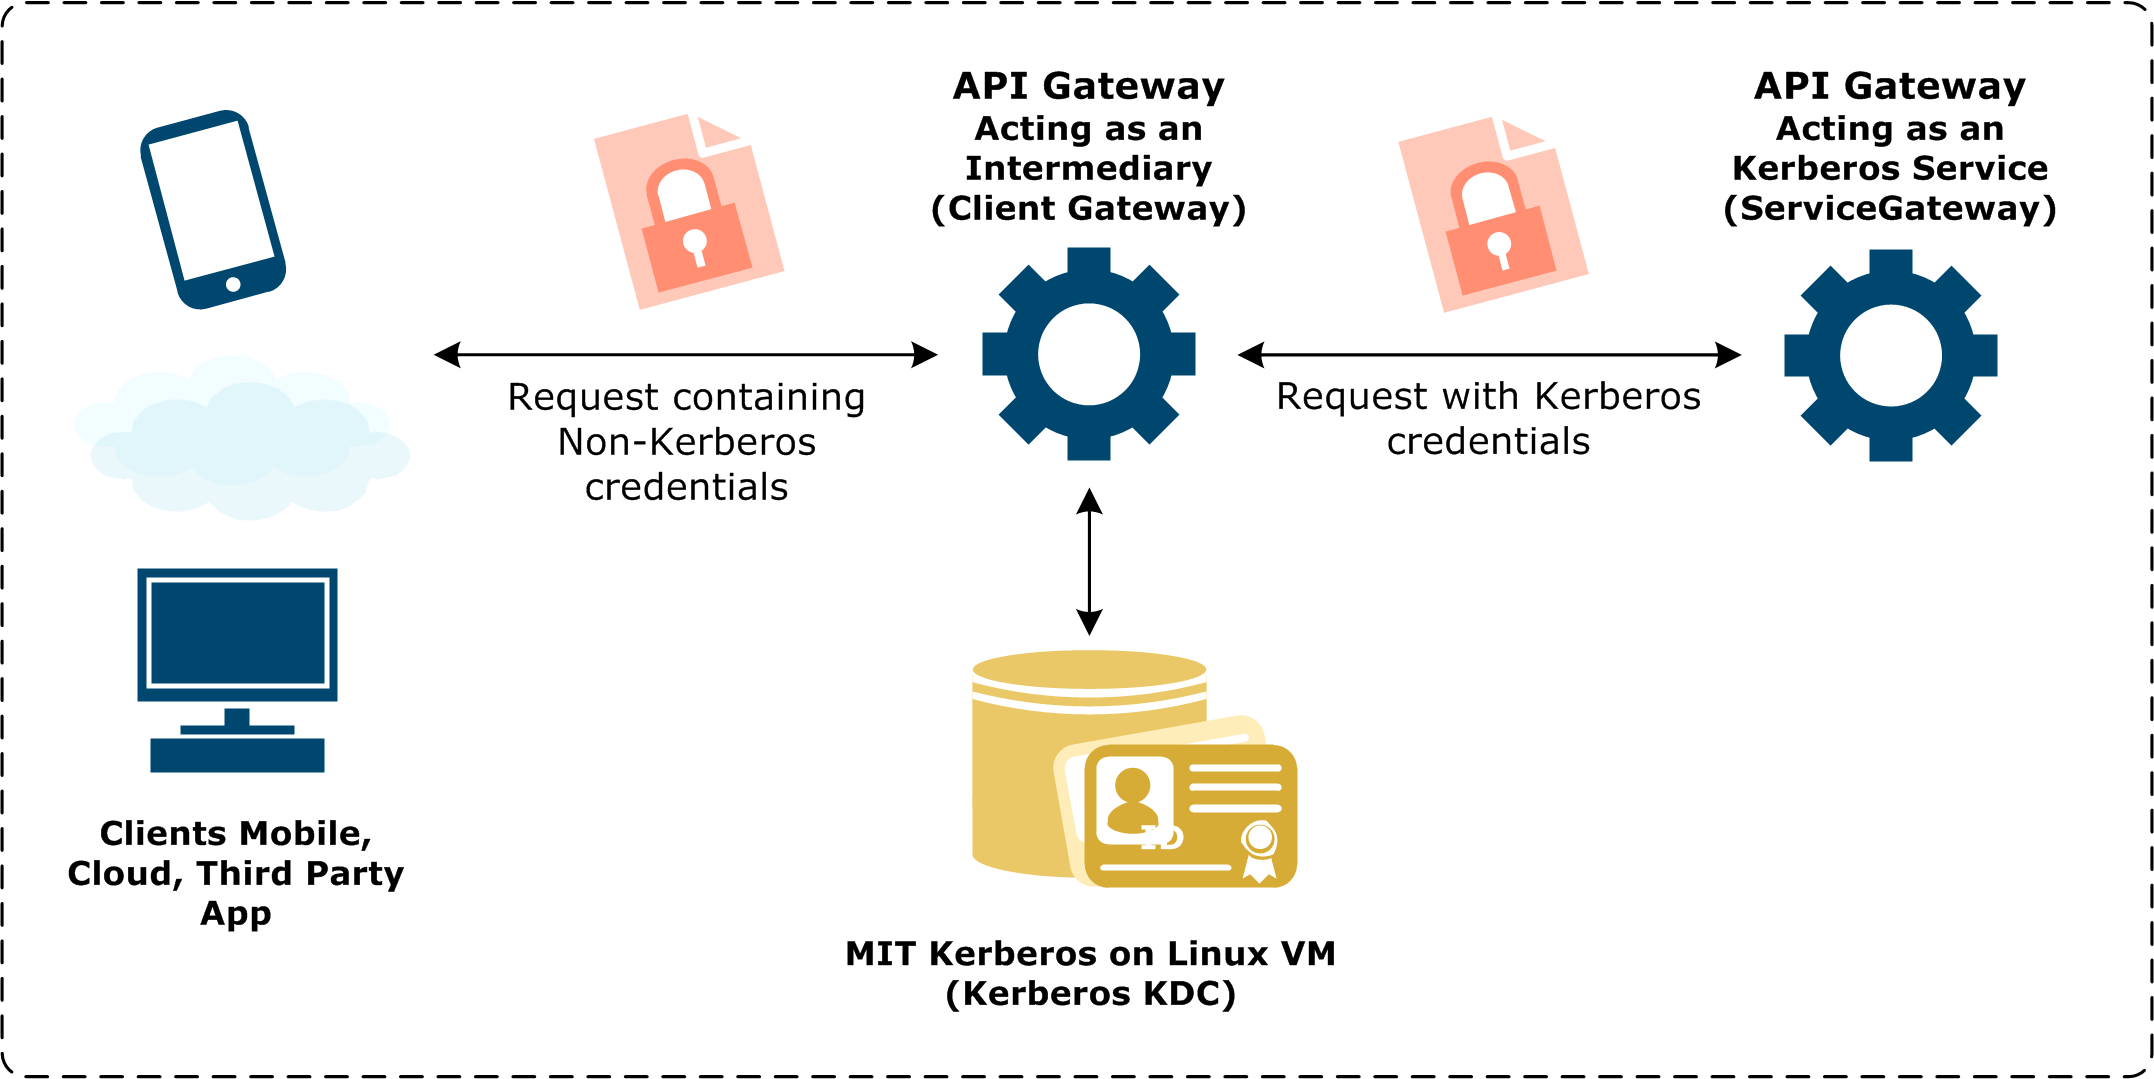 API Gateway
Acting as an
Intermediary
(Client Gateway)
API Gateway
Acting as an
Kerberos Service
(ServiceGateway)
Request containing
Non-Kerberos
credentials
Request with Kerberos
credentials
ID
Clients Mobile,
Cloud, Third Party
App
MIT Kerberos on Linux VM
(Kerberos KDC)